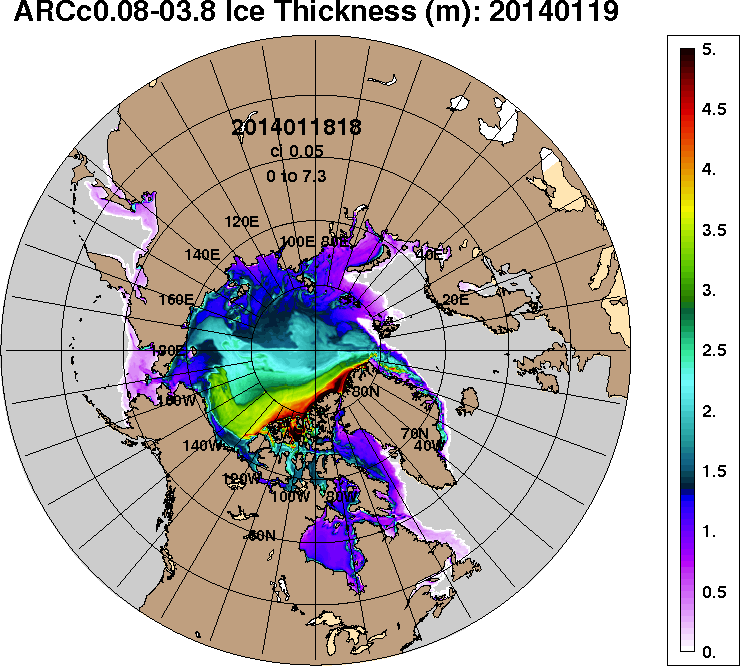 ARCc0.08-03.8 Ice Thickness (m): 20140119
2014011818
ci 0.05
0 to 7.3
120E
100E
80E
140E
40E
160E
20E
180E
160W
80N
140W
70N
40W
120W
100W
80W
60N
5.
4.5
4.
3.5
3.
2.5
2.
1.5
1.
0.5
0.